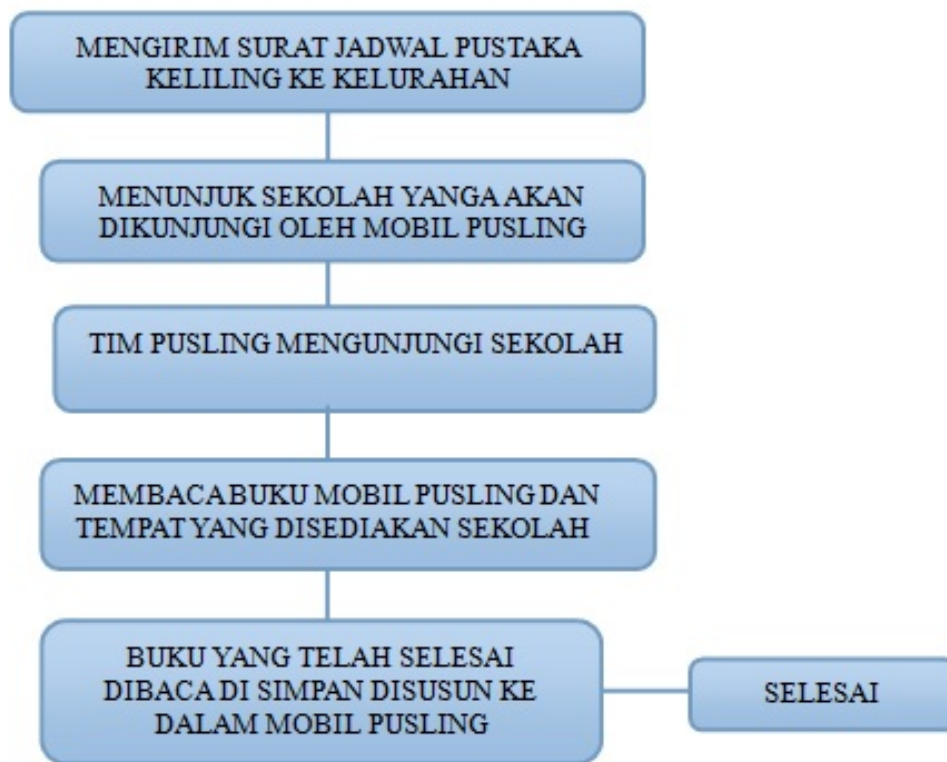 MENGIRIM SURAT JADWAL PUSTAKA
KELILING KE KELURAHAN
MENUNJUK SEKOLAH YANGA AKAN
DIKUNJUNGI OLEH MOBIL PUSLING
TIM PUSLING MENGUNJUNGI SEKOLAH
MEMBACA BUKU MOBIL PUSLING DAN
TEMPAT YANG DISEDIAKAN SEKOLAH
BUKU YANG TELAH SELESAI
DIBACA DI SIMPAN DISUSUN KE
DALAM MOBIL PUSLING
SELESAI